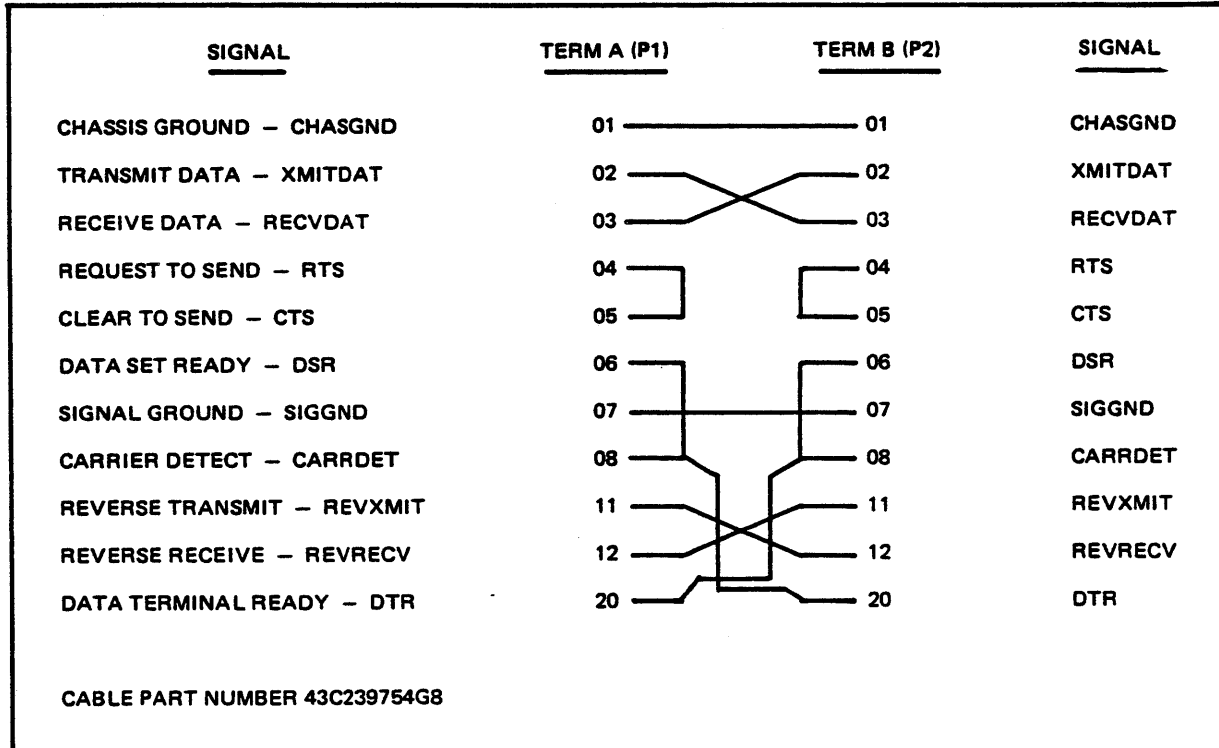 SIGNAL TERM A (P1) TERM B (P2) SIGNAL
CHASSIS GROUND — CHASGND 01 01 CHASGND
TRANSMIT DATA — XMITDAT 02 02 XMITDAT
RECEIVE DATA — RECVDAT 03 03 RECVDAT
REQUEST TO SEND — RTS 04 04 RTS
CLEAR TO SEND — CTS 05 05 CTS
DATA SET READY — DSR 06 06 DSR
SIGNAL GROUND — SIGGND 07 07 SIGGND
CARRIER DETECT — CARRDET 08 08 CARRDET
REVERSE TRANSMIT — REVXMIT 11 11 REVXMIT
REVERSE RECEIVE — REVRECV 12 12 REVRECV
DATA TERMINAL READY — DTR 20 20 DTR
CABLE PART NUMBER 43C239754G8